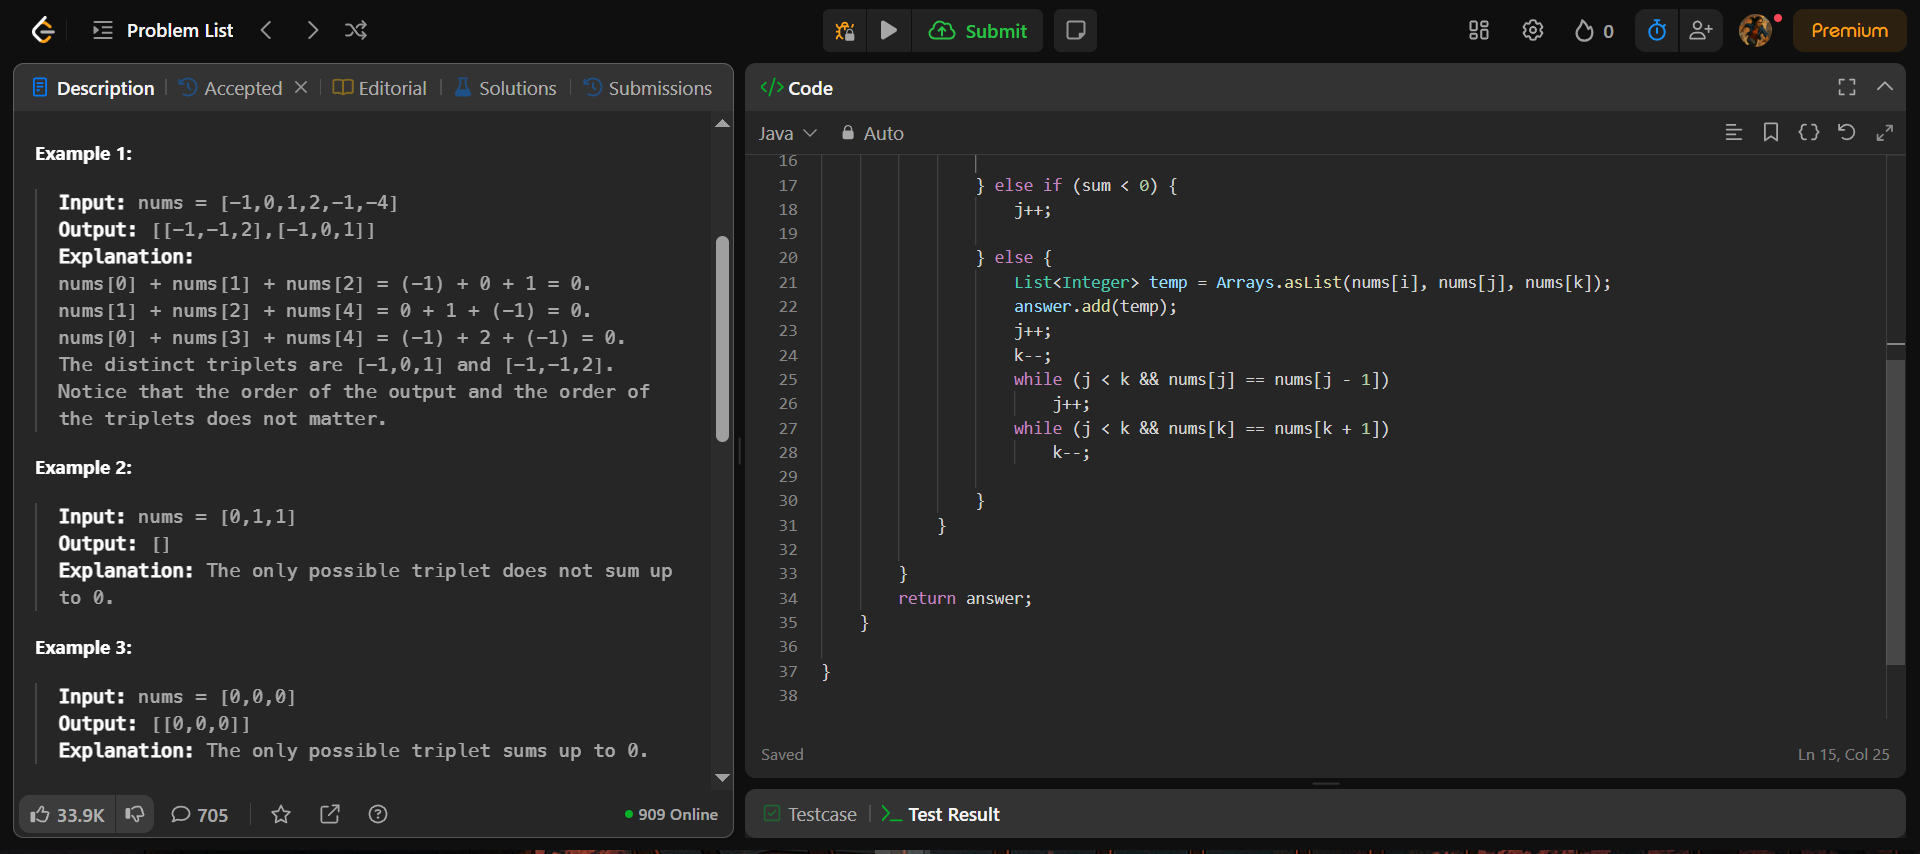 Problem List
Submit
0
Premium
Description
Accepted
Editorial
Solutions
Submissions
Example 1:
Input: nums = [-1,0,1,2,-1,-4]
Output: [[-1,-1,2],[-1,0,1]]
Explanation:
nums[0] + nums[1] + nums[2] = (-1) + 0 + 1 = 0.
nums[1] + nums[2] + nums[4] = 0 + 1 + (-1) = 0.
nums[0] + nums[3] + nums[4] = (-1) + 2 + (-1) = 0.
The distinct triplets are [-1,0,1] and [-1,-1,2].
Notice that the order of the output and the order of
the triplets does not matter.
Example 2:
Input: nums = [0,1,1]
Output: []
Explanation: The only possible triplet does not sum up
to 0.
Example 3:
Input: nums = [0,0,0]
Output: [[0,0,0]]
Explanation: The only possible triplet sums up to 0.
33.9K
705
909 Online
</> Code
Java
Auto
16
17 } else if (sum < 0) {
18 j++;
19
20 } else {
21 List<Integer> temp = Arrays.asList(nums[i], nums[j], nums[k]);
22 answer.add(temp);
23 j++;
24 k--;
25 while (j < k && nums[j] == nums[j - 1])
26 j++;
27 while (j < k && nums[k] == nums[k + 1])
28 k--;
29
30 }
31 }
32
33 }
34 return answer;
35 }
36
37 }
38
Saved
Ln 15, Col 25
Testcase
Test Result